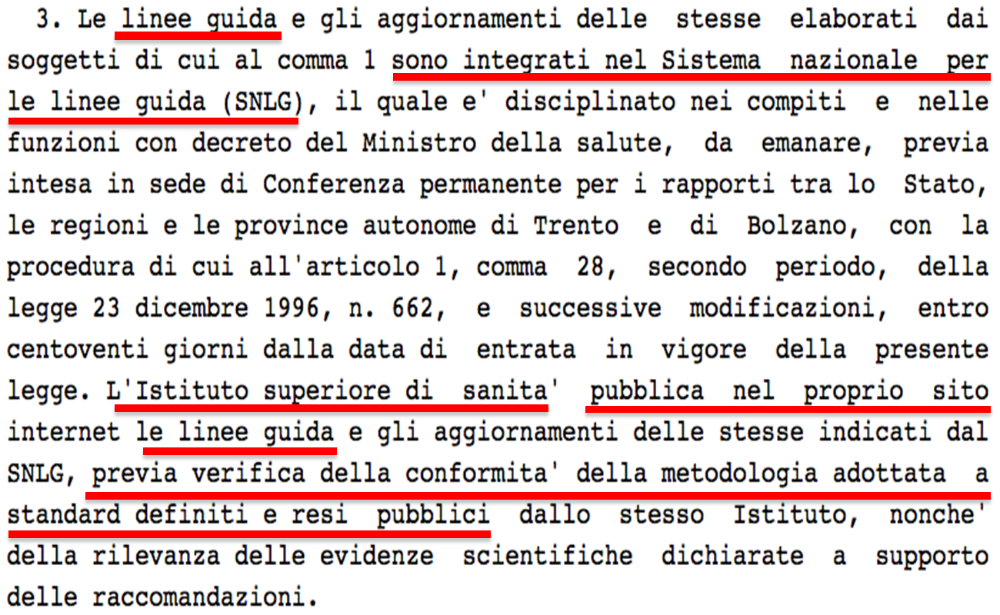 3. Le linee guida e gli aggiornamenti delle stesse elaborati dai
soggetti di cui al comma 1 sono integrati nel Sistema nazionale per
le linee guida (SNLG), il quale e' disciplinato nei compiti e nelle
funzioni con decreto del Ministro della salute, da emanare, previa
intesa in sede di Conferenza permanente per i rapporti tra lo Stato,
le regioni e le province autonome di Trento e di Bolzano, con la
procedura di cui all'articolo 1, comma 28, secondo periodo, della
legge 23 dicembre 1996, n. 662, e successive modificazioni, entro
centoventi giorni dalla data di entrata in vigore della presente
legge. L'Istituto superiore di sanita' pubblica nel proprio sito
internet le linee guida e gli aggiornamenti delle stesse indicati dal
SNLG, previa verifica della conformita' della metodologia adottata a
standard definiti e resi pubblici dallo stesso Istituto, nonche'
della rilevanza delle evidenze scientifiche dichiarate a supporto
delle raccomandazioni.